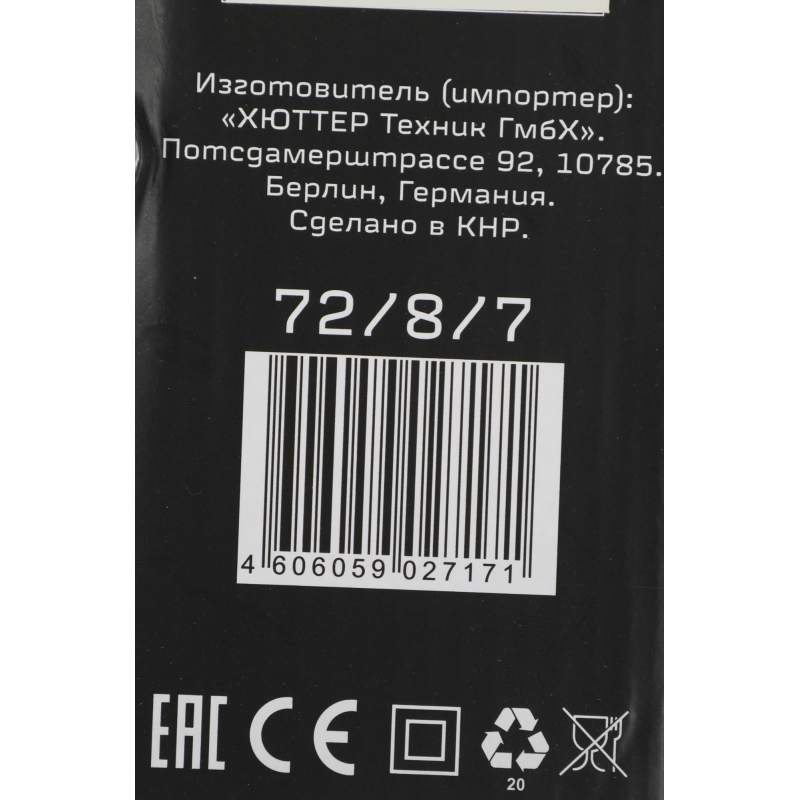 Изготовитель (импортер):
«ХЮТТЕР Техник ГмбХ».
Потсдамерштрассе 92, 10785.
Берлин, Германия.
Сделано в КНР.
72/8/7
4 606059 027171
EAC CE
20